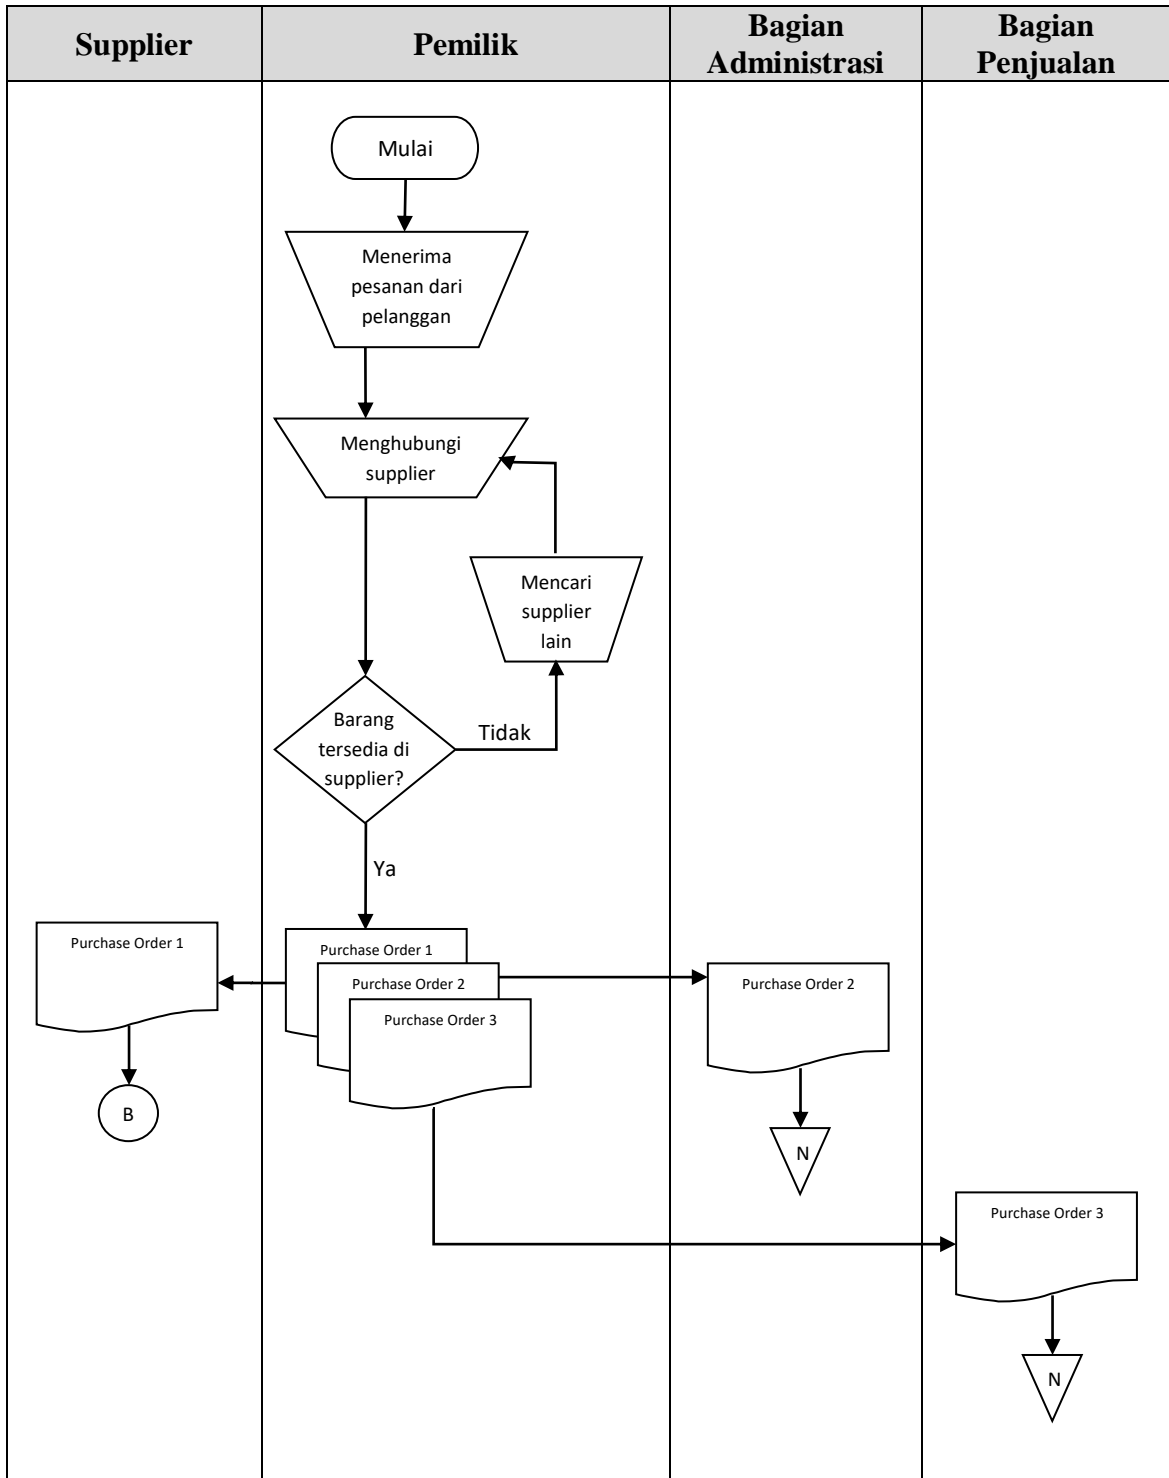 Supplier
Pemilik
Bagian
Administrasi
Bagian
Penjualan
Mulai
Menerima
pesanan dari
pelanggan
Menghubungi
supplier
Mencari
supplier
lain
Barang
tersedia di
supplier?
Tidak
Ya
Purchase Order 1
Purchase Order 1
Purchase Order 2
Purchase Order 3
Purchase Order 2
B
N
Purchase Order 3
N